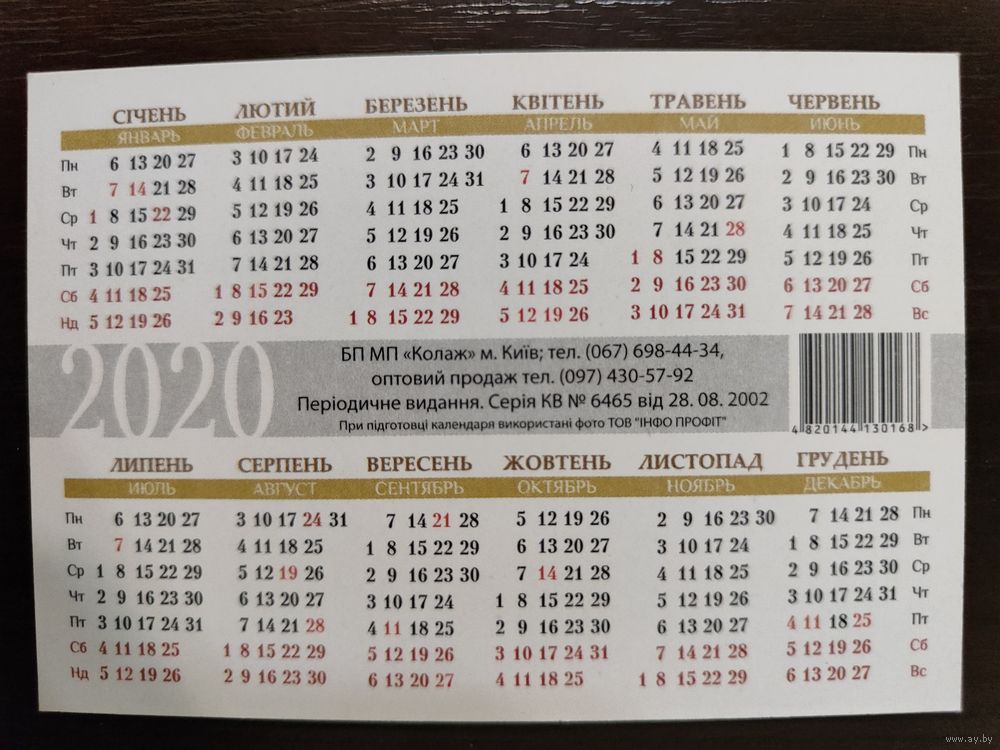 СІЧЕНЬ ЛЮТИЙ БЕРЕЗЕНЬ КВІТЕНЬ ТРАВЕНЬ ЧЕРВЕНЬ
ЯНВАРЬ ФЕВРАЛЬ МАРТ АПРЕЛЬ МАЙ ИЮНЬ
Пн 6 13 20 27 3 10 17 24 2 9 16 23 30 6 13 20 27 4 11 18 25 1 8 15 22 29 Пн
Вт 7 14 21 28 4 11 18 25 3 10 17 24 31 7 14 21 28 5 12 19 26 2 9 16 23 30 Вт
Ср 1 8 15 22 29 5 12 19 26 4 11 18 25 1 8 15 22 29 6 13 20 27 3 10 17 24 Ср
Чт 2 9 16 23 30 6 13 20 27 5 12 19 26 2 9 16 23 30 7 14 21 28 4 11 18 25 Чт
Пт 3 10 17 24 31 7 14 21 28 6 13 20 27 3 10 17 24 1 8 15 22 29 5 12 19 26 Пт
Сб 4 11 18 25 1 8 15 22 29 7 14 21 28 4 11 18 25 2 9 16 23 30 6 13 20 27 Сб
Нд 5 12 19 26 2 9 16 23 1 8 15 22 29 5 12 19 26 3 10 17 24 31 7 14 21 28 Вс
2020
БП МП «Колаж» м. Київ; тел. (067) 698-44-34,
оптовий продаж тел. (097) 430-57-92
Періодичне видання. Серія КВ № 6465 від 28. 08. 2002
При підготовці календаря використані фото ТОВ "ІНФО ПРОФІТ"
4 820144 130168 >
ЛИПЕНЬ СЕРПЕНЬ ВЕРЕСЕНЬ ЖОВТЕНЬ ЛИСТОПАД ГРУДЕНЬ
ИЮЛЬ АВГУСТ СЕНТЯБРЬ ОКТЯБРЬ НОЯБРЬ ДЕКАБРЬ
Пн 6 13 20 27 3 10 17 24 31 7 14 21 28 5 12 19 26 2 9 16 23 30 7 14 21 28 Пн
Вт 7 14 21 28 4 11 18 25 1 8 15 22 29 6 13 20 27 3 10 17 24 1 8 15 22 29 Вт
Ср 1 8 15 22 29 5 12 19 26 2 9 16 23 30 7 14 21 28 4 11 18 25 2 9 16 23 30 Ср
Чт 2 9 16 23 30 6 13 20 27 3 10 17 24 1 8 15 22 29 5 12 19 26 3 10 17 24 31 Чт
Пт 3 10 17 24 31 7 14 21 28 4 11 18 25 2 9 16 23 30 6 13 20 27 4 11 18 25 Пт
Сб 4 11 18 25 1 8 15 22 29 5 12 19 26 3 10 17 24 31 7 14 21 28 5 12 19 26 Сб
Нд 5 12 19 26 2 9 16 23 30 6 13 20 27 4 11 18 25 1 8 15 22 29 6 13 20 27 Вс
www.ay.by